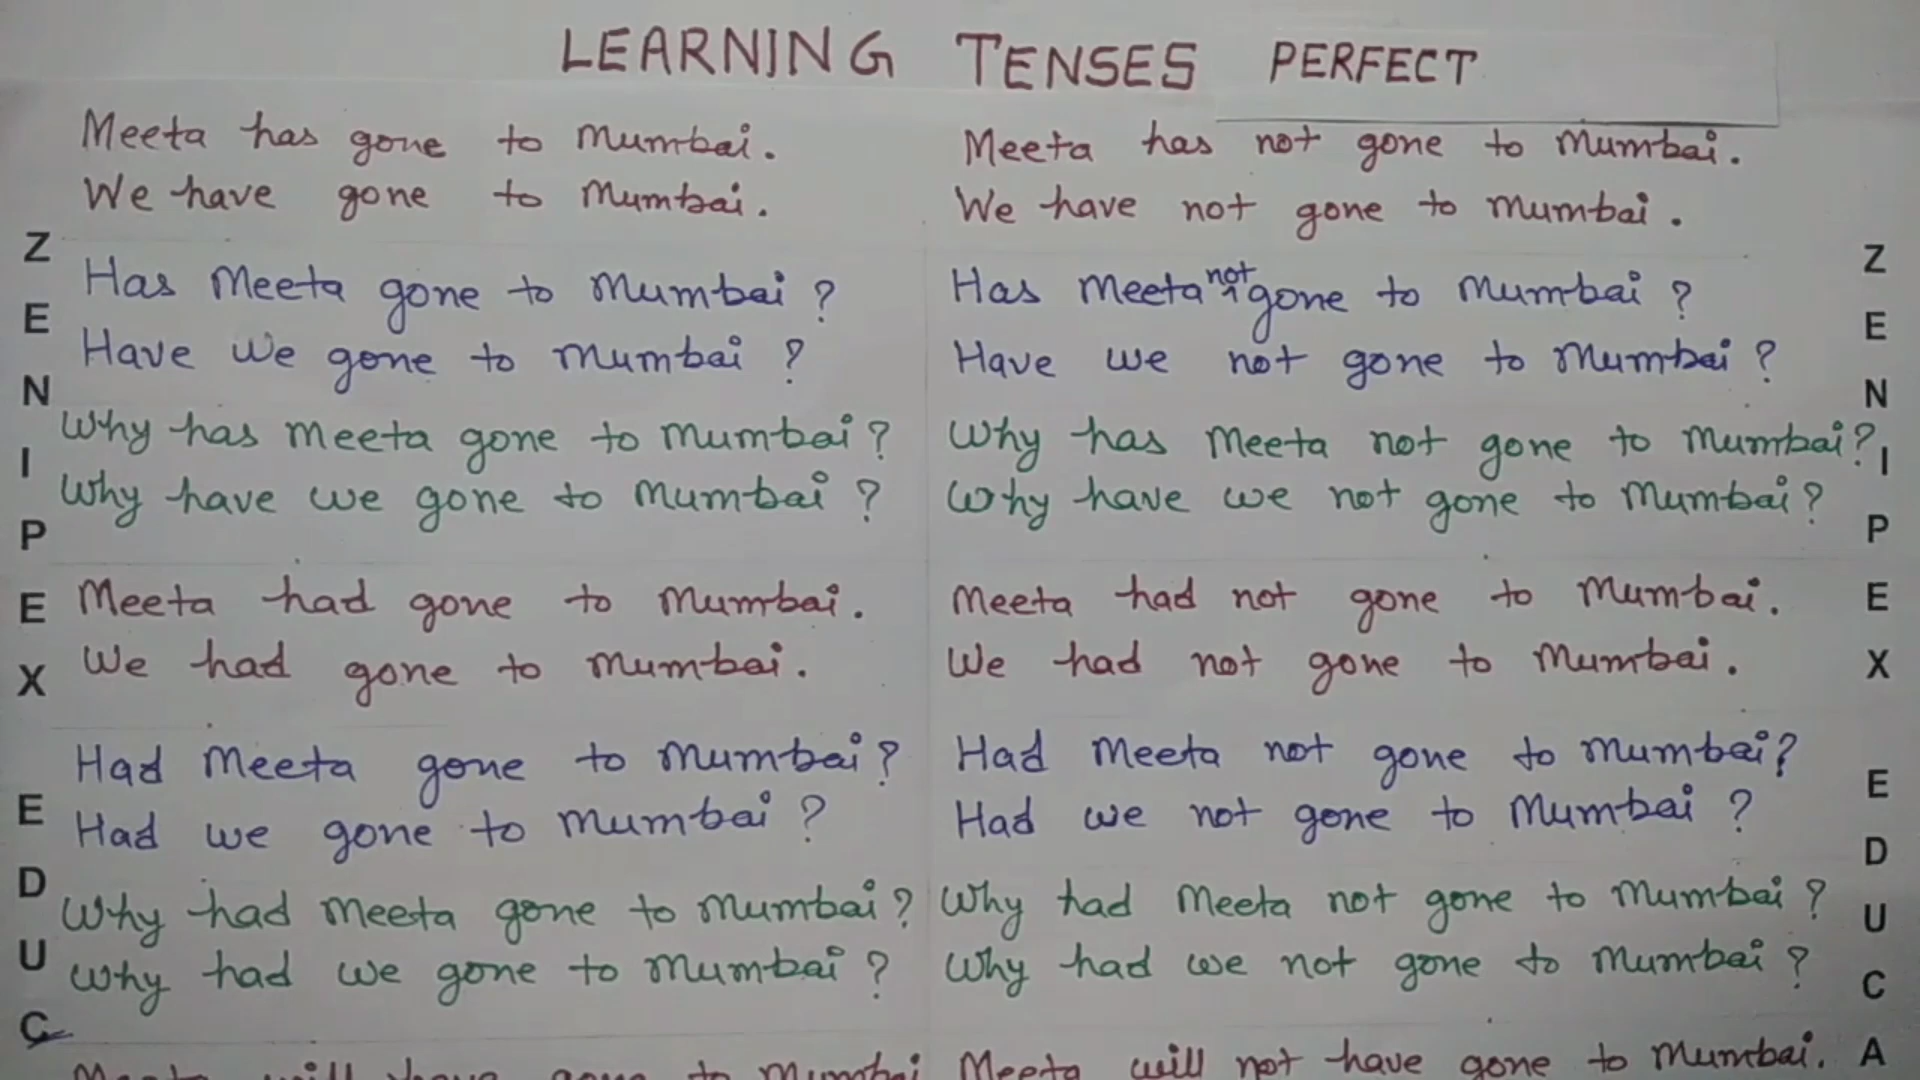 LEARNING TENSES PERFECT
Meeta has gone to Mumbai.
We have gone to Mumbai.
Has Meeta gone to Mumbai ?
Have we gone to Mumbai ?
Why has Meeta gone to Mumbai ?
Why have we gone to Mumbai ?
Meeta had gone to Mumbai.
We had gone to Mumbai.
Had Meeta gone to Mumbai ?
Had we gone to Mumbai ?
Why had Meeta gone to Mumbai ?
Why had we gone to Mumbai ?
Meeta will have gone to Mumbai
Meeta has not gone to Mumbai.
We have not gone to Mumbai.
Has Meeta not gone to Mumbai ?
Have we not gone to Mumbai ?
Why has Meeta not gone to Mumbai ?
Why have we not gone to Mumbai ?
Meeta had not gone to Mumbai.
We had not gone to Mumbai.
Had Meeta not gone to Mumbai ?
Had we not gone to Mumbai ?
Why had Meeta not gone to Mumbai ?
Why had we not gone to Mumbai ?
Meeta will not have gone to Mumbai.
ZENIPEX EDUC
ZENIPEX EDUCA